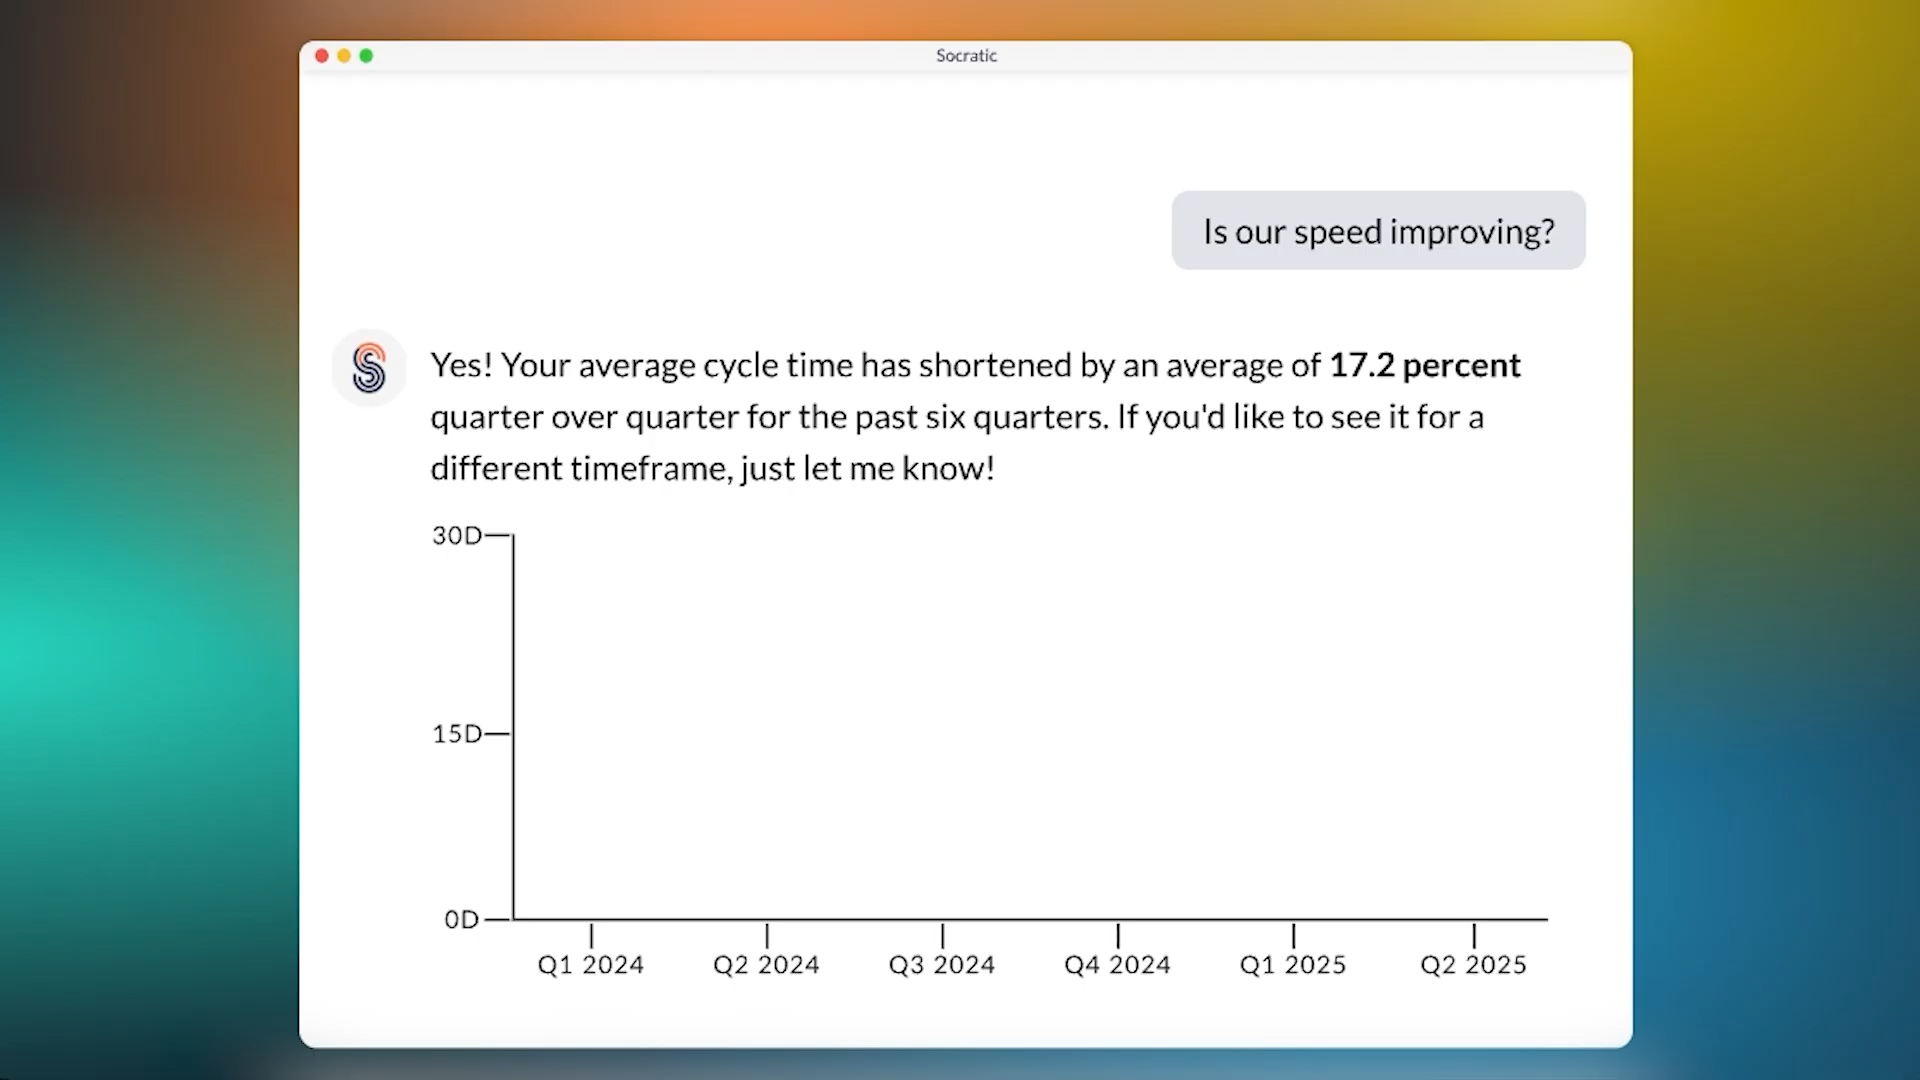 Socratic
Is our speed improving?
Yes! Your average cycle time has shortened by an average of 17.2 percent
quarter over quarter for the past six quarters. If you'd like to see it for a
different timeframe, just let me know!
30D
15D
0D
Q1 2024 Q2 2024 Q3 2024 Q4 2024 Q1 2025 Q2 2025